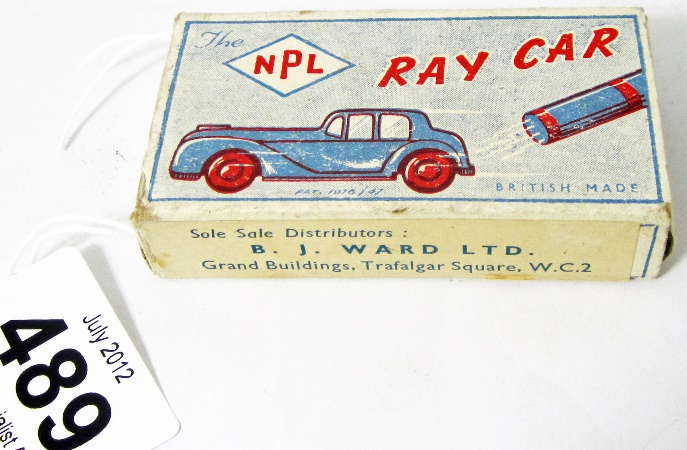 The
NPL
RAY CAR
PAT. 1078/47
BRITISH MADE
Sole Sale Distributors :
B. J. WARD LTD.
Grand Buildings, Trafalgar Square, W.C.2
July 2012
489